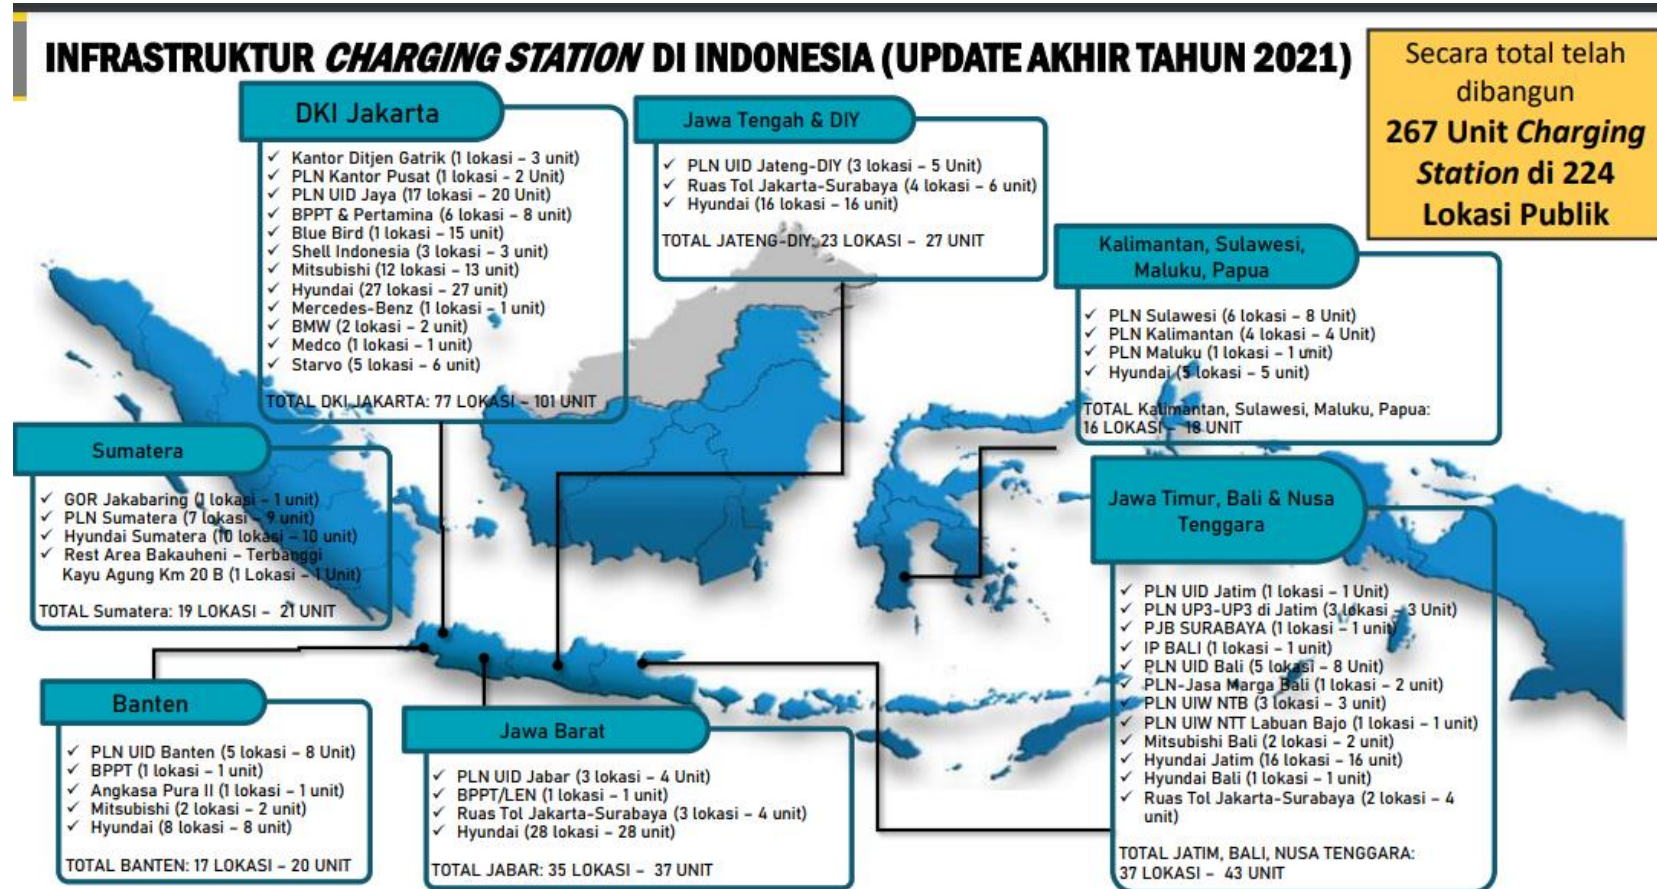 INFRASTRUKTUR CHARGING STATION DI INDONESIA (UPDATE AKHIR TAHUN 2021)
Secara total telah
dibangun
267 Unit Charging
Station di 224
Lokasi Publik
DKI Jakarta
✓ Kantor Ditjen Gatrik (1 lokasi – 3 unit)
✓ PLN Kantor Pusat (1 lokasi – 2 Unit)
✓ PLN UID Jaya (17 lokasi – 20 Unit)
✓ BPPT & Pertamina (6 lokasi – 8 unit)
✓ Blue Bird (1 lokasi – 15 unit)
✓ Shell Indonesia (3 lokasi – 3 unit)
✓ Mitsubishi (12 lokasi – 13 unit)
✓ Hyundai (27 lokasi – 27 unit)
✓ Mercedes-Benz (1 lokasi – 1 unit)
✓ BMW (2 lokasi – 2 unit)
✓ Medco (1 lokasi – 1 unit)
✓ Starvo (5 lokasi – 6 unit)
TOTAL DKI JAKARTA: 77 LOKASI – 101 UNIT
Jawa Tengah & DIY
✓ PLN UID Jateng-DIY (3 lokasi – 5 Unit)
✓ Ruas Tol Jakarta-Surabaya (4 lokasi – 6 unit)
✓ Hyundai (16 lokasi – 16 unit)
TOTAL JATENG-DIY: 23 LOKASI – 27 UNIT
Kalimantan, Sulawesi,
Maluku, Papua
✓ PLN Sulawesi (6 lokasi – 8 Unit)
✓ PLN Kalimantan (4 lokasi – 4 Unit)
✓ PLN Maluku (1 lokasi – 1 unit)
✓ Hyundai (5 lokasi – 5 unit)
TOTAL Kalimantan, Sulawesi, Maluku, Papua:
16 LOKASI – 18 UNIT
Sumatera
✓ GOR Jakabaring (1 lokasi – 1 unit)
✓ PLN Sumatera (7 lokasi – 9 unit)
✓ Hyundai Sumatera (10 lokasi – 10 unit)
✓ Rest Area Bakauheni – Terbanggi
Kayu Agung Km 20 B (1 Lokasi – 1 Unit)
TOTAL Sumatera: 19 LOKASI – 21 UNIT
Jawa Timur, Bali & Nusa
Tenggara
✓ PLN UID Jatim (1 lokasi – 1 Unit)
✓ PLN UP3-UP3 di Jatim (3 lokasi – 3 Unit)
✓ PJB SURABAYA (1 lokasi – 1 unit)
✓ IP BALI (1 lokasi – 1 unit)
✓ PLN UID Bali (5 lokasi – 8 Unit)
✓ PLN-Jasa Marga Bali (1 lokasi – 2 unit)
✓ PLN UIW NTB (3 lokasi – 3 unit)
✓ PLN UIW NTT Labuan Bajo (1 lokasi – 1 unit)
✓ Mitsubishi Bali (2 lokasi – 2 unit)
✓ Hyundai Jatim (16 lokasi – 16 unit)
✓ Hyundai Bali (1 lokasi – 1 unit)
✓ Ruas Tol Jakarta-Surabaya (2 lokasi – 4
unit)
TOTAL JATIM, BALI, NUSA TENGGARA:
37 LOKASI – 43 UNIT
Banten
✓ PLN UID Banten (5 lokasi – 8 Unit)
✓ BPPT (1 lokasi – 1 unit)
✓ Angkasa Pura II (1 lokasi – 1 unit)
✓ Mitsubishi (2 lokasi – 2 unit)
✓ Hyundai (8 lokasi – 8 unit)
TOTAL BANTEN: 17 LOKASI – 20 UNIT
Jawa Barat
✓ PLN UID Jabar (3 lokasi – 4 Unit)
✓ BPPT/LEN (1 lokasi – 1 unit)
✓ Ruas Tol Jakarta-Surabaya (3 lokasi – 4 unit)
✓ Hyundai (28 lokasi – 28 unit)
TOTAL JABAR: 35 LOKASI – 37 UNIT